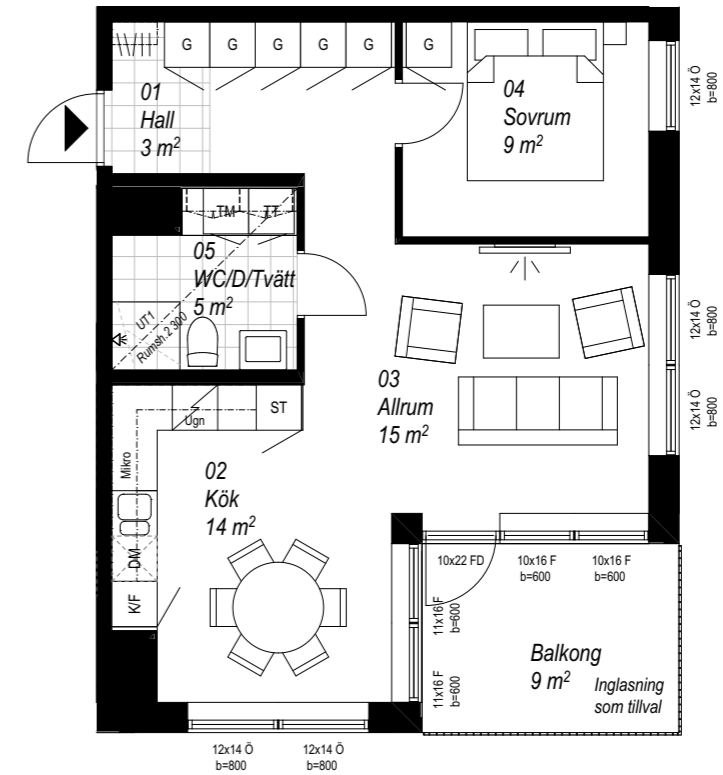 G
G
G
G
G
G
01
Hall
3 m²
04
Sovrum
9 m²
12x14 Ö
b=800
TM
TT
05
WC/D/Tvätt
5 m²
UT1
Rumsh.2 300
12x14 Ö
b=800
03
Allrum
15 m²
12x14 Ö
b=800
Ugn
ST
Mikro
02
Kök
14 m²
DM
K/F
10x22 FD
10x16 F
b=600
10x16 F
b=600
11x16 F
b=600
11x16 F
b=600
Balkong
9 m²
Inglasning
som tillval
12x14 Ö
b=800
12x14 Ö
b=800